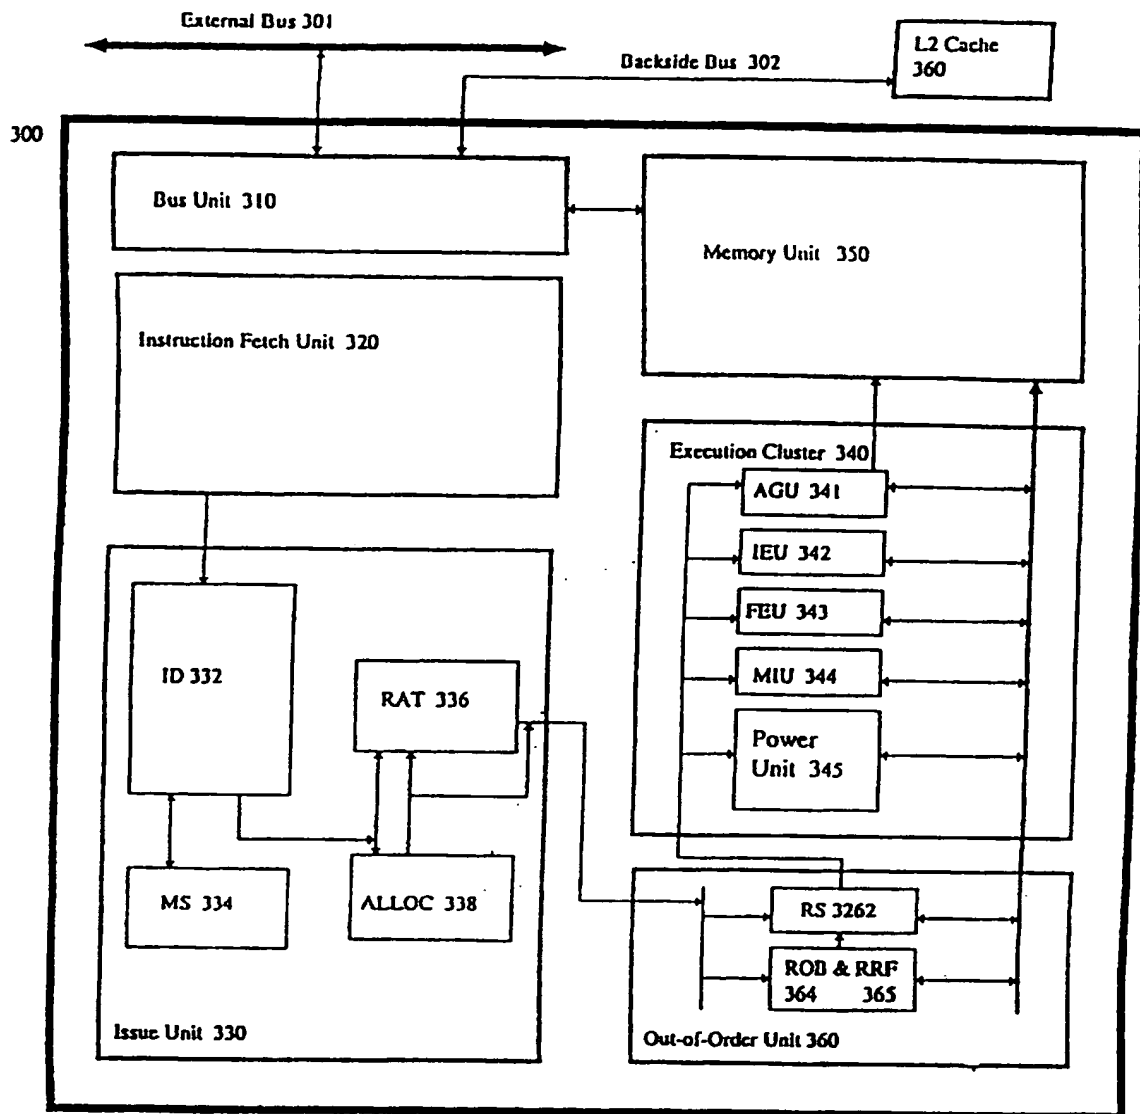 External Bus 301
L2 Cache
360
Backside Bus 302
300
Bus Unit 310
Memory Unit 350
Instruction Fetch Unit 320
Execution Cluster 340
AGU 341
IEU 342
FEU 343
MIU 344
Power
Unit 345
ID 332
RAT 336
MS 334
ALLOC 338
Issue Unit 330
RS 3262
ROB & RRF
364 365
Out-of-Order Unit 360